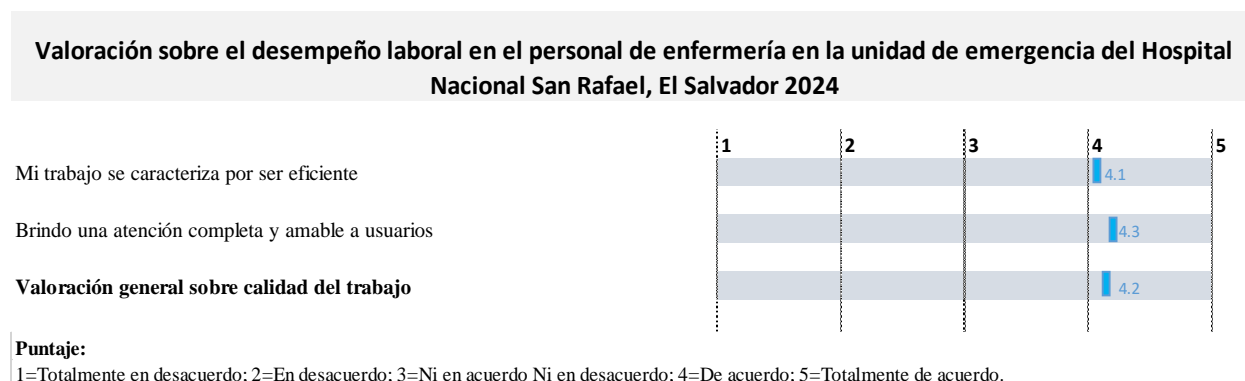 Valoración sobre el desempeño laboral en el personal de enfermería en la unidad de emergencia del Hospital
Nacional San Rafael, El Salvador 2024
1 2 3 4 5
Mi trabajo se caracteriza por ser eficiente 4.1
Brindo una atención completa y amable a usuarios 4.3
Valoración general sobre calidad del trabajo 4.2
Puntaje:
1=Totalmente en desacuerdo; 2=En desacuerdo; 3=Ni en acuerdo Ni en desacuerdo; 4=De acuerdo; 5=Totalmente de acuerdo.